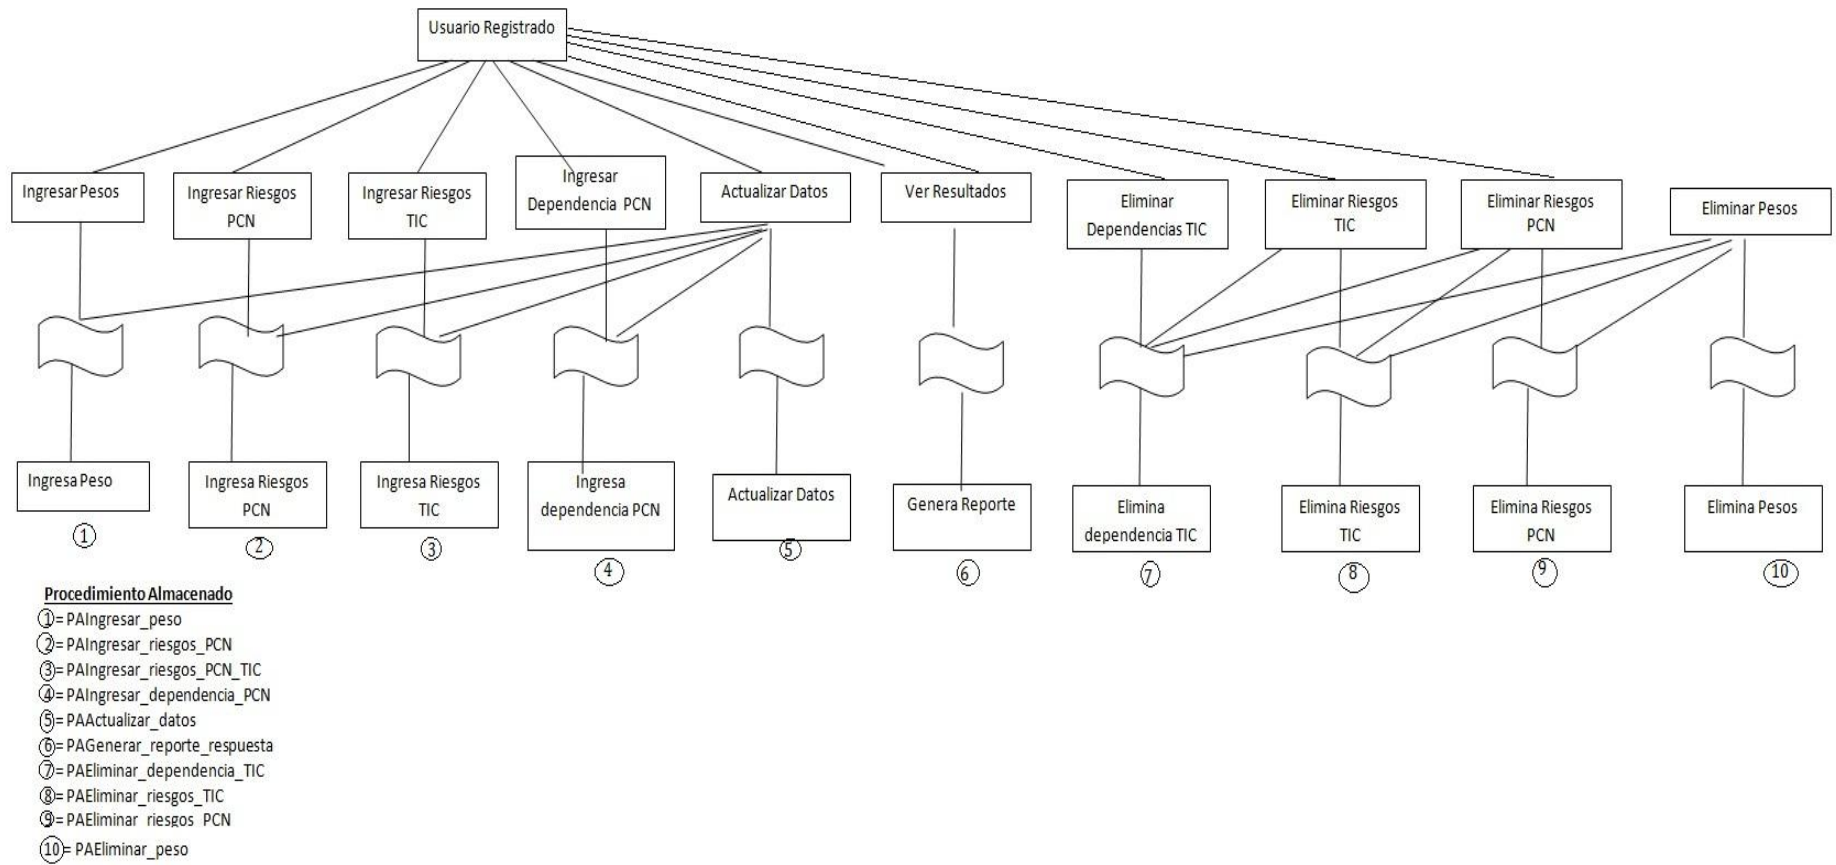 Usuario Registrado
Ingresar Pesos
Ingresar Riesgos
PCN
Ingresar Riesgos
TIC
Ingresar
Dependencia PCN
Actualizar Datos
Ver Resultados
Eliminar
Dependencias TIC
Eliminar Riesgos
TIC
Eliminar Riesgos
PCN
Eliminar Pesos
Ingresa Peso
Ingresa Riesgos
PCN
Ingresa Riesgos
TIC
Ingresa
dependencia PCN
Actualizar Datos
Genera Reporte
Elimina
dependencia TIC
Elimina Riesgos
TIC
Elimina Riesgos
PCN
Elimina Pesos
1
2
3
4
5
6
7
8
9
10
Procedimiento Almacenado
1= PAIngresar_peso
2= PAIngresar_riesgos_PCN
3= PAIngresar_riesgos_PCN_TIC
4= PAIngresar_dependencia_PCN
5= PAActualizar_datos
6= PAGenerar_reporte_respuesta
7= PAEliminar_dependencia_TIC
8= PAEliminar_riesgos_TIC
9= PAEliminar_riesgos_PCN
10= PAEliminar_peso